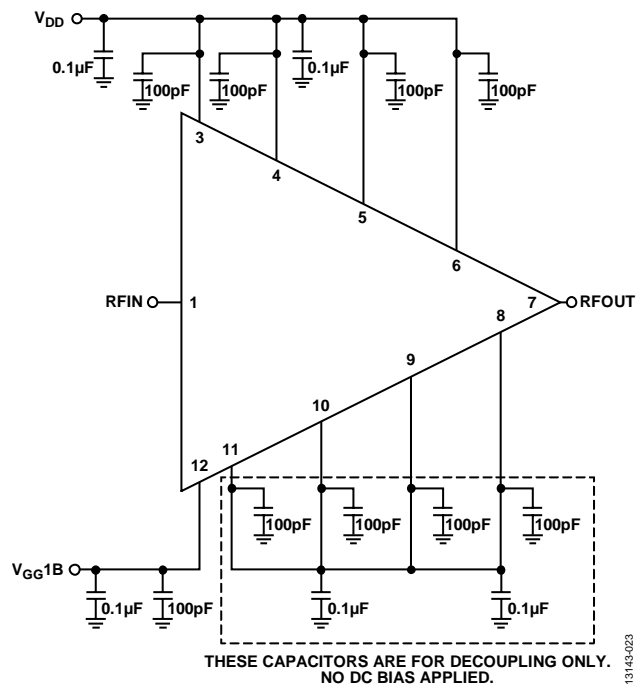 VDD
0.1µF
0.1µF
100pF
100pF
100pF
100pF
3
4
5
6
RFIN
1
7
RFOUT
8
9
10
11
12
100pF
100pF
100pF
100pF
VGG1B
0.1µF
100pF
0.1µF
0.1µF
THESE CAPACITORS ARE FOR DECOUPLING ONLY.
NO DC BIAS APPLIED.
13143-023